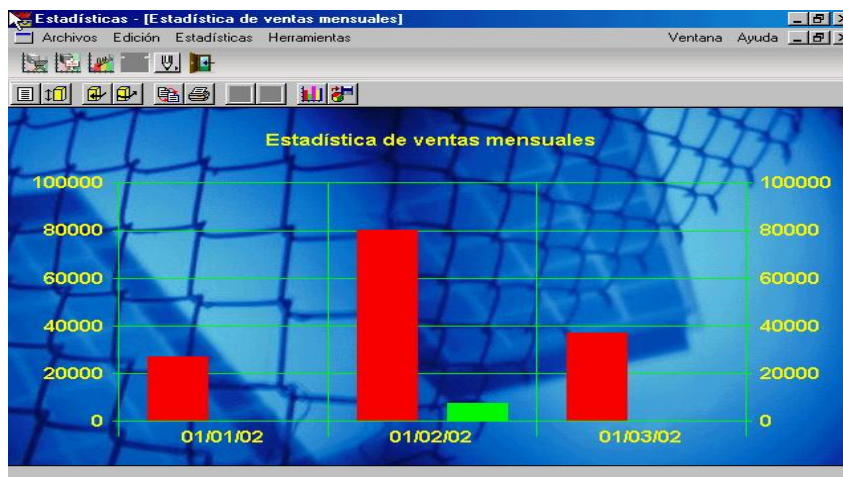 Estadísticas - [Estadística de ventas mensuales]
Archivos Edición Estadísticas Herramientas Ventana Ayuda
Estadística de ventas mensuales
100000 100000
80000 80000
60000 60000
40000 40000
20000 20000
0 0
01/01/02 01/02/02 01/03/02